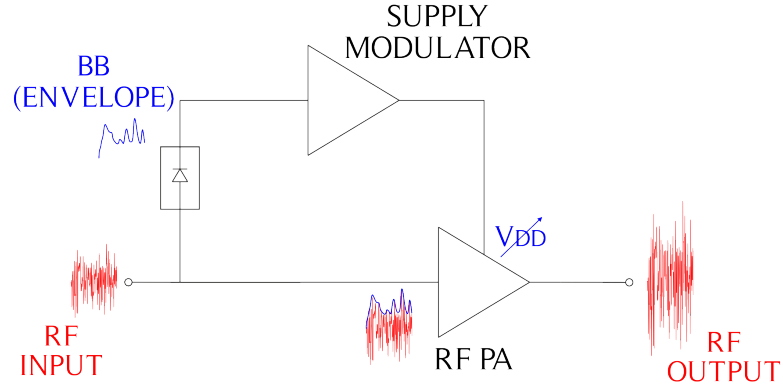 SUPPLY
MODULATOR
BB
(ENVELOPE)
VDD
RF
INPUT
RF PA
RF
OUTPUT